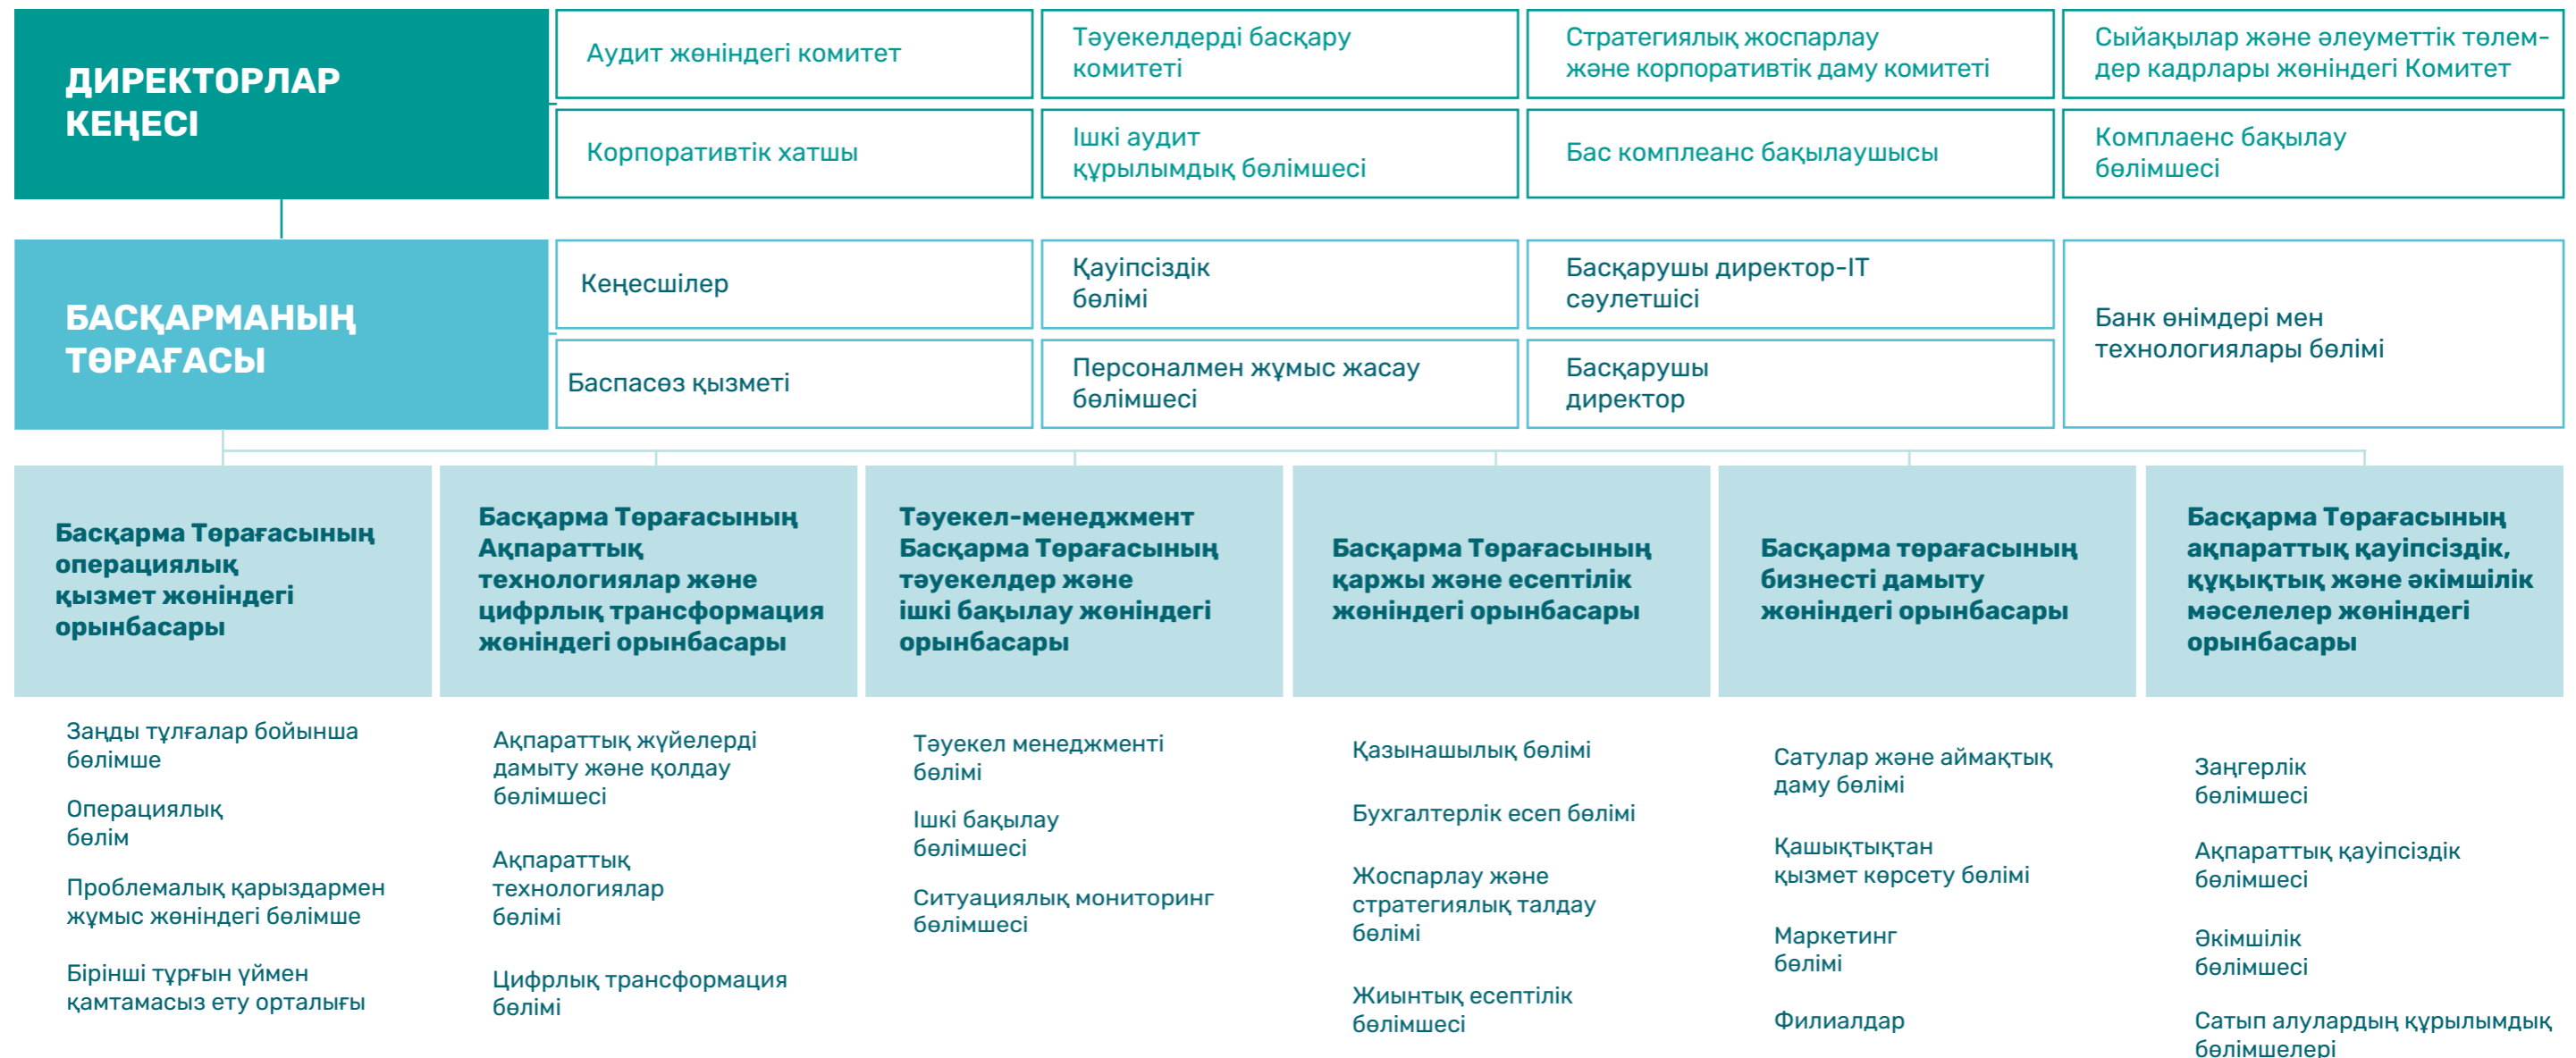 ДИРЕКТОРЛАР
КЕҢЕСІ
Аудит жөніндегі комитет
Тәуекелдерді басқару
комитеті
Стратегиялық жоспарлау
және корпоративтік даму комитеті
Сыйақылар және әлеуметтік төлем-
дер кадрлары жөніндегі Комитет
Корпоративтік хатшы
Ішкі аудит
құрылымдық бөлімшесі
Бас комплеанс бақылаушысы
Комплаенс бақылау
бөлімшесі
БАСҚАРМАНЫҢ
ТӨРАҒАСЫ
Кеңесшілер
Қауіпсіздік
бөлімі
Басқарушы директор-IT
сәулетшісі
Банк өнімдері мен
технологиялары бөлімі
Баспасөз қызметі
Персоналмен жұмыс жасау
бөлімшесі
Басқарушы
директор
Басқарма Төрағасының
операциялық
қызмет жөніндегі
орынбасары
Басқарма Төрағасының
Ақпараттық
технологиялар және
цифрлық трансформация
жөніндегі орынбасары
Тәуекел-менеджмент
Басқарма Төрағасының
тәуекелдер және
ішкі бақылау жөніндегі
орынбасары
Басқарма Төрағасының
қаржы және есептілік
жөніндегі орынбасары
Басқарма төрағасының
бизнесті дамыту
жөніндегі орынбасары
Басқарма Төрағасының
ақпараттық қауіпсіздік,
құқықтық және әкімшілік
мәселелер жөніндегі
орынбасары
Заңды тұлғалар бойынша
бөлімше
Операциялық
бөлім
Проблемалық қарыздармен
жұмыс жөніндегі бөлімше
Бірінші тұрғын үймен
қамтамасыз ету орталығы
Ақпараттық жүйелерді
дамыту және қолдау
бөлімшесі
Ақпараттық
технологиялар
бөлімі
Цифрлық трансформация
бөлімі
Тәуекел менеджменті
бөлімі
Ішкі бақылау
бөлімшесі
Ситуациялық мониторинг
бөлімшесі
Қазынашылық бөлімі
Бухгалтерлік есеп бөлімі
Жоспарлау және
стратегиялық талдау
бөлімі
Жиынтық есептілік
бөлімшесі
Сатулар және аймақтық
даму бөлімі
Қашықтықтан
қызмет көрсету бөлімі
Маркетинг
бөлімі
Филиалдар
Заңгерлік
бөлімшесі
Ақпараттық қауіпсіздік
бөлімшесі
Әкімшілік
бөлімшесі
Сатып алулардың құрылымдық
бөлімшелері